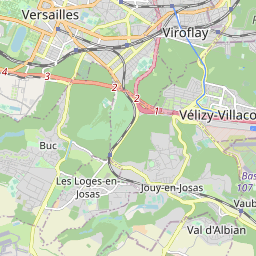 Versailles
Viroflay
4
3
2
2
1
Vélizy-Villaco
Buc
Les Loges-en-
Josas
Jouy-en-Josas
Bas
107
Vaub
Val d'Albian